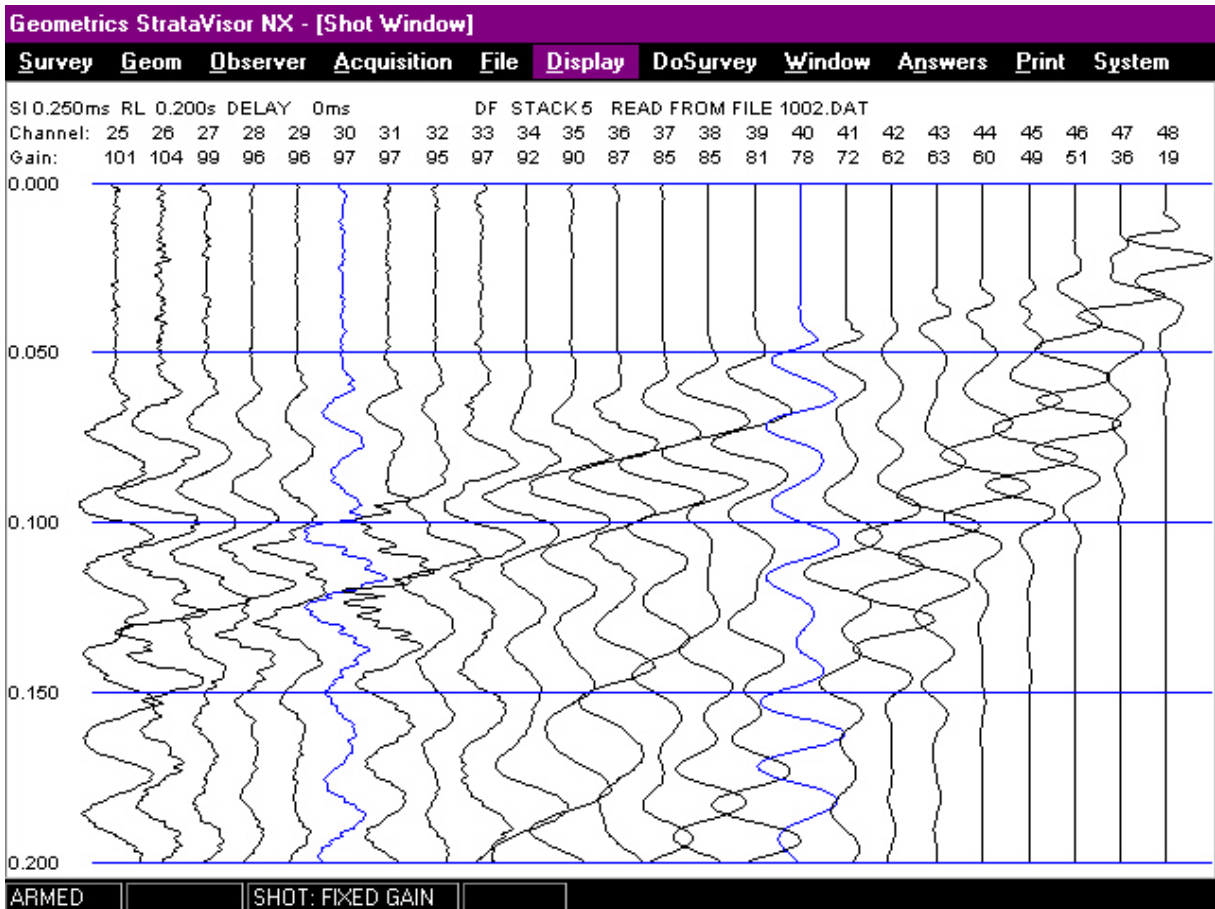 Geometrics StrataVisor NX - [Shot Window]
Survey Geom Observer Acquisition File Display DoSurvey Window Answers Print System
SI 0.250ms RL 0.200s DELAY 0ms DF STACK 5 READ FROM FILE 1002.DAT
Channel: 25 26 27 28 29 30 31 32 33 34 35 36 37 38 39 40 41 42 43 44 45 46 47 48
Gain: 101 104 99 96 96 97 97 95 97 92 90 87 85 85 81 78 72 62 63 60 49 51 36 19
0.000
0.050
0.100
0.150
0.200
ARMED SHOT: FIXED GAIN